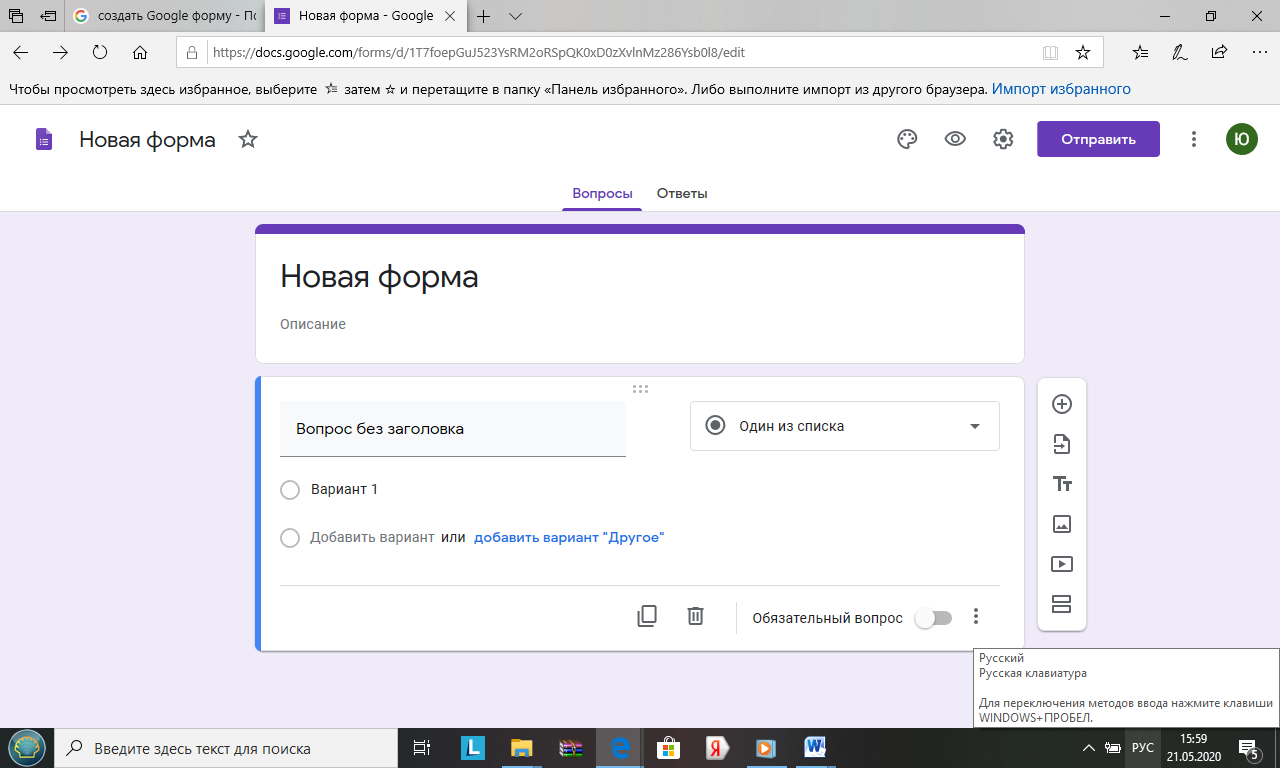 создать Google форму - По
Новая форма - Google
https://docs.google.com/forms/d/1T7foepGuJ523YsRM2oRSpQK0xD0zXvlnMz286Ysb0l8/edit
Чтобы просмотреть здесь избранное, выберите затем и перетащите в папку «Панель избранного». Либо выполните импорт из другого браузера. Импорт избранного
Новая форма
Отправить
Ю
Вопросы Ответы
Новая форма
Описание
Вопрос без заголовка
Один из списка
Вариант 1
Добавить вариант или добавить вариант "Другое"
Обязательный вопрос
Русский
Русская клавиатура
Для переключения методов ввода нажмите клавиши
WINDOWS+ПРОБЕЛ.
Введите здесь текст для поиска
L
Я
W
РУС
15:59
21.05.2020
5